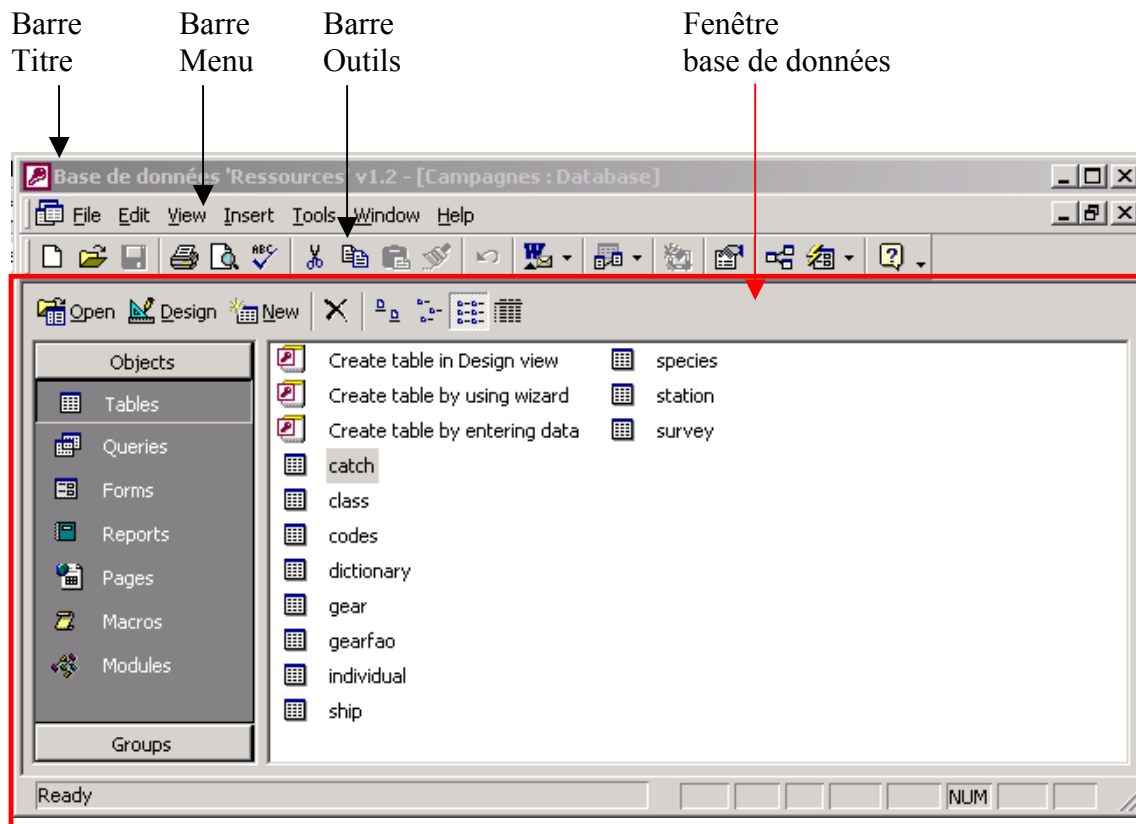 Barre Titre
Barre Menu
Barre Outils
Fenêtre base de données
Base de données 'Ressources' v1.2 - [Campagnes : Database]
File Edit View Insert Tools Window Help
ABC
Open Design New
Objects
Tables
Queries
Forms
Reports
Pages
Macros
Modules
Groups
Create table in Design view
Create table by using wizard
Create table by entering data
catch
class
codes
dictionary
gear
gearfao
individual
ship
species
station
survey
Ready
NUM